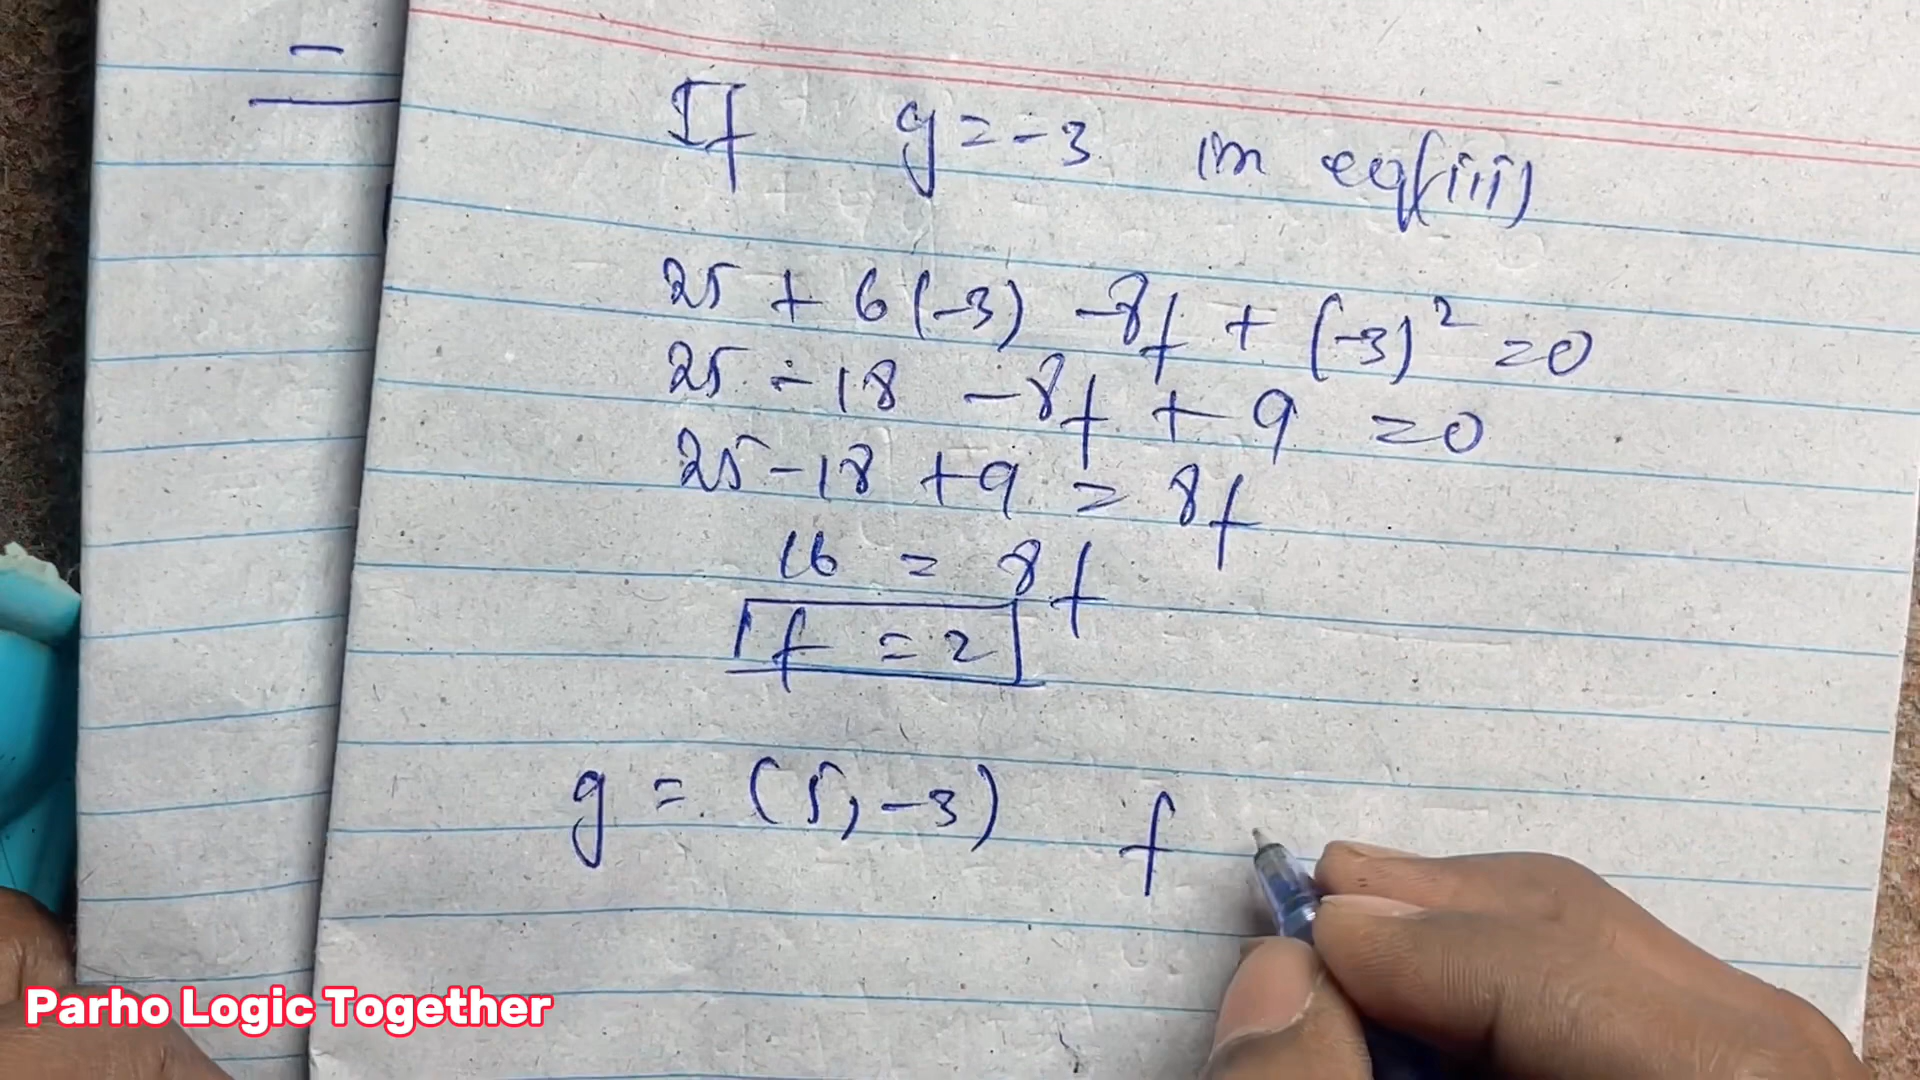 If g = -3 in eq(iii)
25 + 6(-3) -8f + (-3)² = 0
25 - 18 - 8f + 9 = 0
25 - 18 + 9 = 8f
16 = 8f
f = 2
g = (5, -3) f
Parho Logic Together